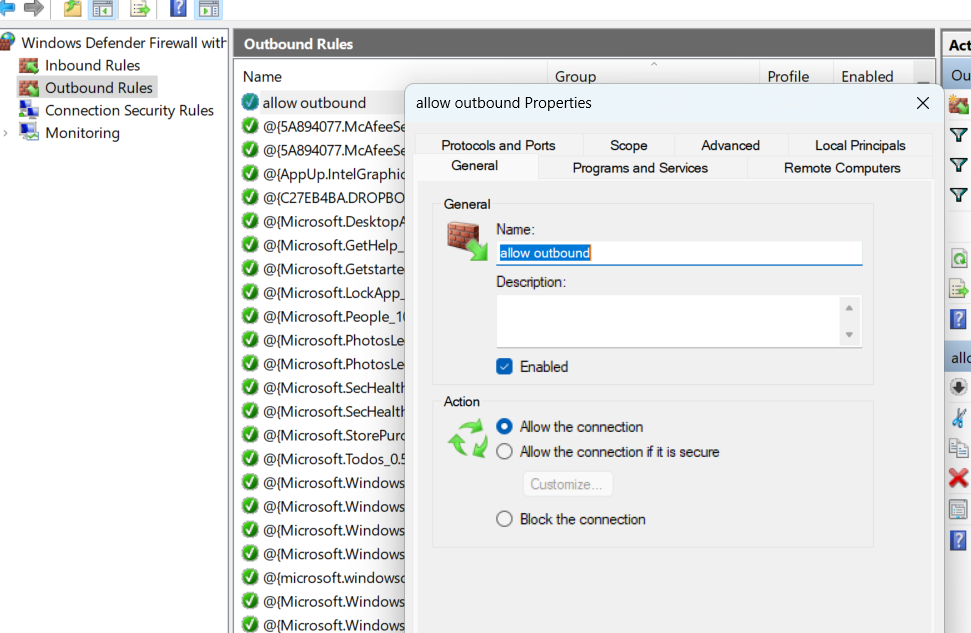 Windows Defender Firewall with
Inbound Rules
Outbound Rules
Connection Security Rules
Monitoring
Outbound Rules
Name
Group
Profile
Enabled
allow outbound
@{5A894077.McAfeeSe
@{5A894077.McAfeeSe
@{AppUp.IntelGraphic
@{C27EB4BA.DROPBO
@{Microsoft.DesktopA
@{Microsoft.GetHelp_
@{Microsoft.Getstarte
@{Microsoft.LockApp_
@{Microsoft.People_10
@{Microsoft.PhotosLe
@{Microsoft.PhotosLe
@{Microsoft.SecHealth
@{Microsoft.SecHealth
@{Microsoft.StorePurc
@{Microsoft.Todos_0.5
@{Microsoft.Windows
@{Microsoft.Windows
@{Microsoft.Windows
@{Microsoft.Windows
@{microsoft.windowsc
@{Microsoft.Windows
@{Microsoft.Windows
allow outbound Properties
Protocols and Ports
Scope
Advanced
Local Principals
General
Programs and Services
Remote Computers
General
Name:
allow outbound
Description:
Enabled
Action
Allow the connection
Allow the connection if it is secure
Customize...
Block the connection
Act
Ou
allo